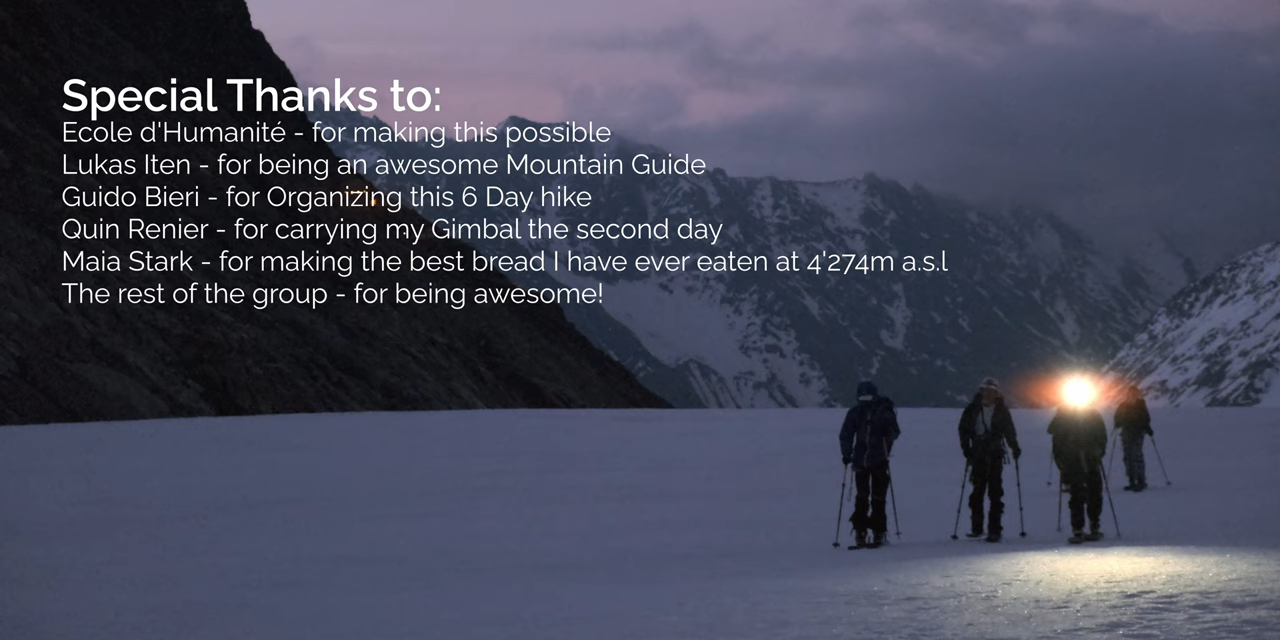 Special Thanks to:
Ecole d'Humanité - for making this possible
Lukas Iten - for being an awesome Mountain Guide
Guido Bieri - for Organizing this 6 Day hike
Quin Renier - for carrying my Gimbal the second day
Maia Stark - for making the best bread I have ever eaten at 4'274m a.s.l
The rest of the group - for being awesome!